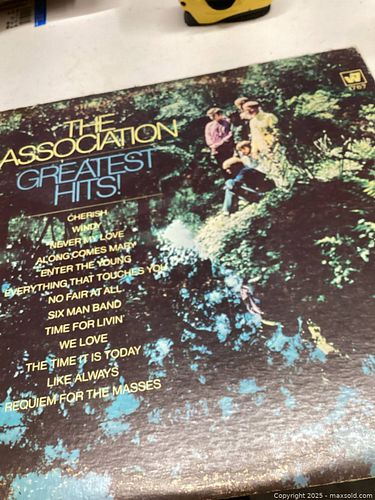 STEREO
THE
ASSOCIATION
GREATEST
HITS!
CHERISH
WINDY
NEVER MY LOVE
ALONG COMES MARY
ENTER THE YOUNG
EVERYTHING THAT TOUCHES YOU
NO FAIR AT ALL
SIX MAN BAND
TIME FOR LIVIN'
WE LOVE
THE TIME IT IS TODAY
LIKE ALWAYS
REQUIEM FOR THE MASSES
W
1767
Copyright 2025 - maxsold.com